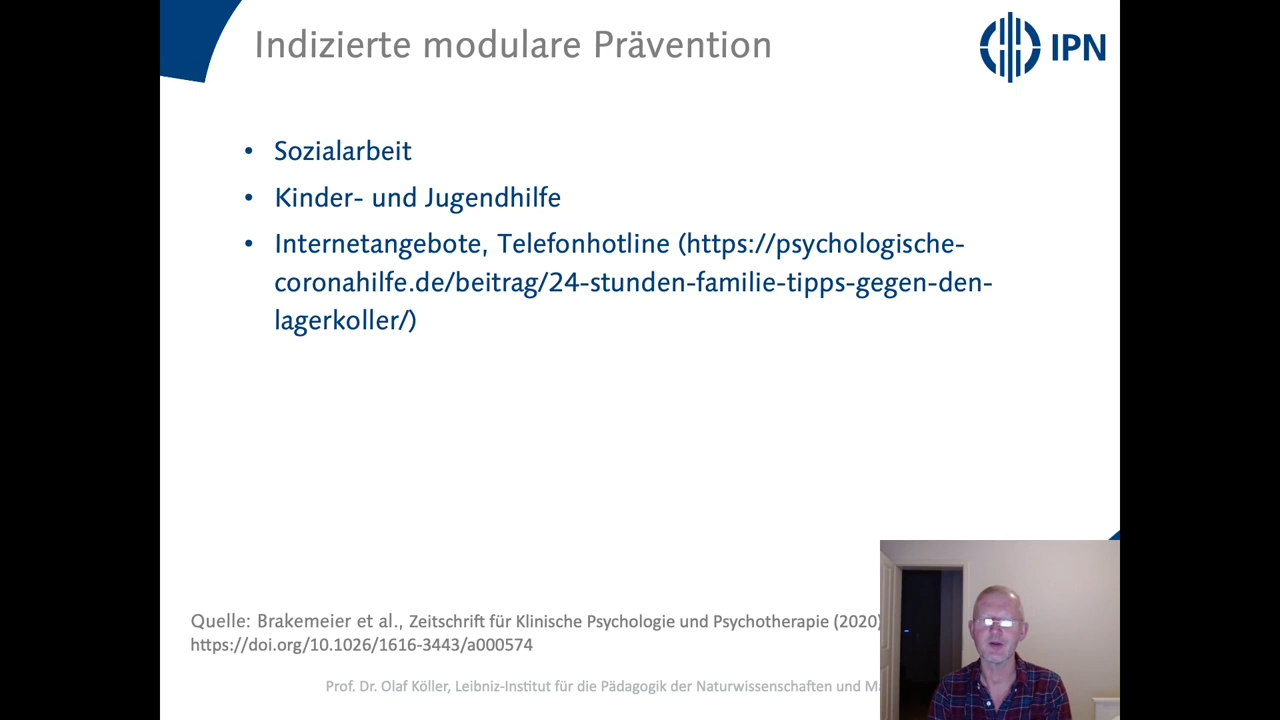 Indizierte modulare Prävention
IPN
• Sozialarbeit
• Kinder- und Jugendhilfe
• Internetangebote, Telefonhotline (https://psychologische-
coronahilfe.de/beitrag/24-stunden-familie-tipps-gegen-den-
lagerkoller/)
Quelle: Brakemeier et al., Zeitschrift für Klinische Psychologie und Psychotherapie (2020)
https://doi.org/10.1026/1616-3443/a000574
Prof. Dr. Olaf Köller, Leibniz-Institut für die Pädagogik der Naturwissenschaften und